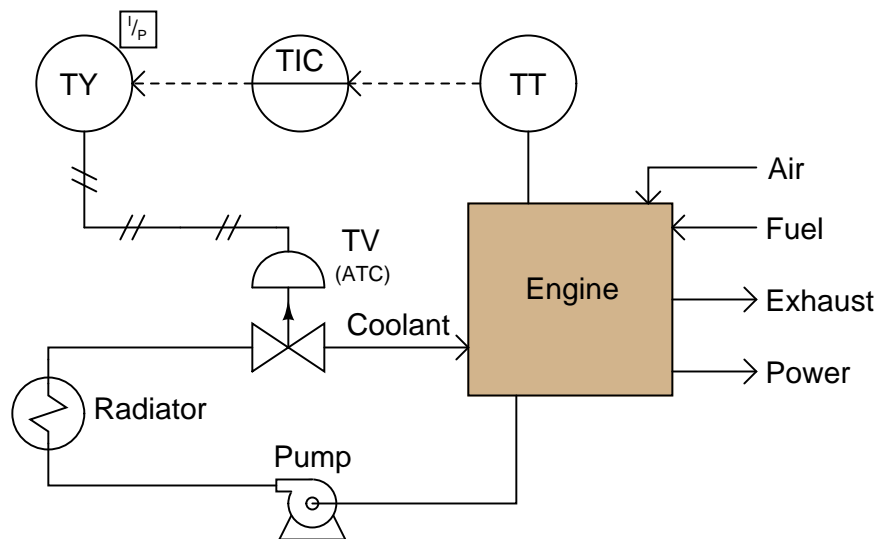 I/P
TY
TIC
TT
Air
Fuel
TV
(ATC)
Engine
Exhaust
Coolant
Power
Radiator
Pump